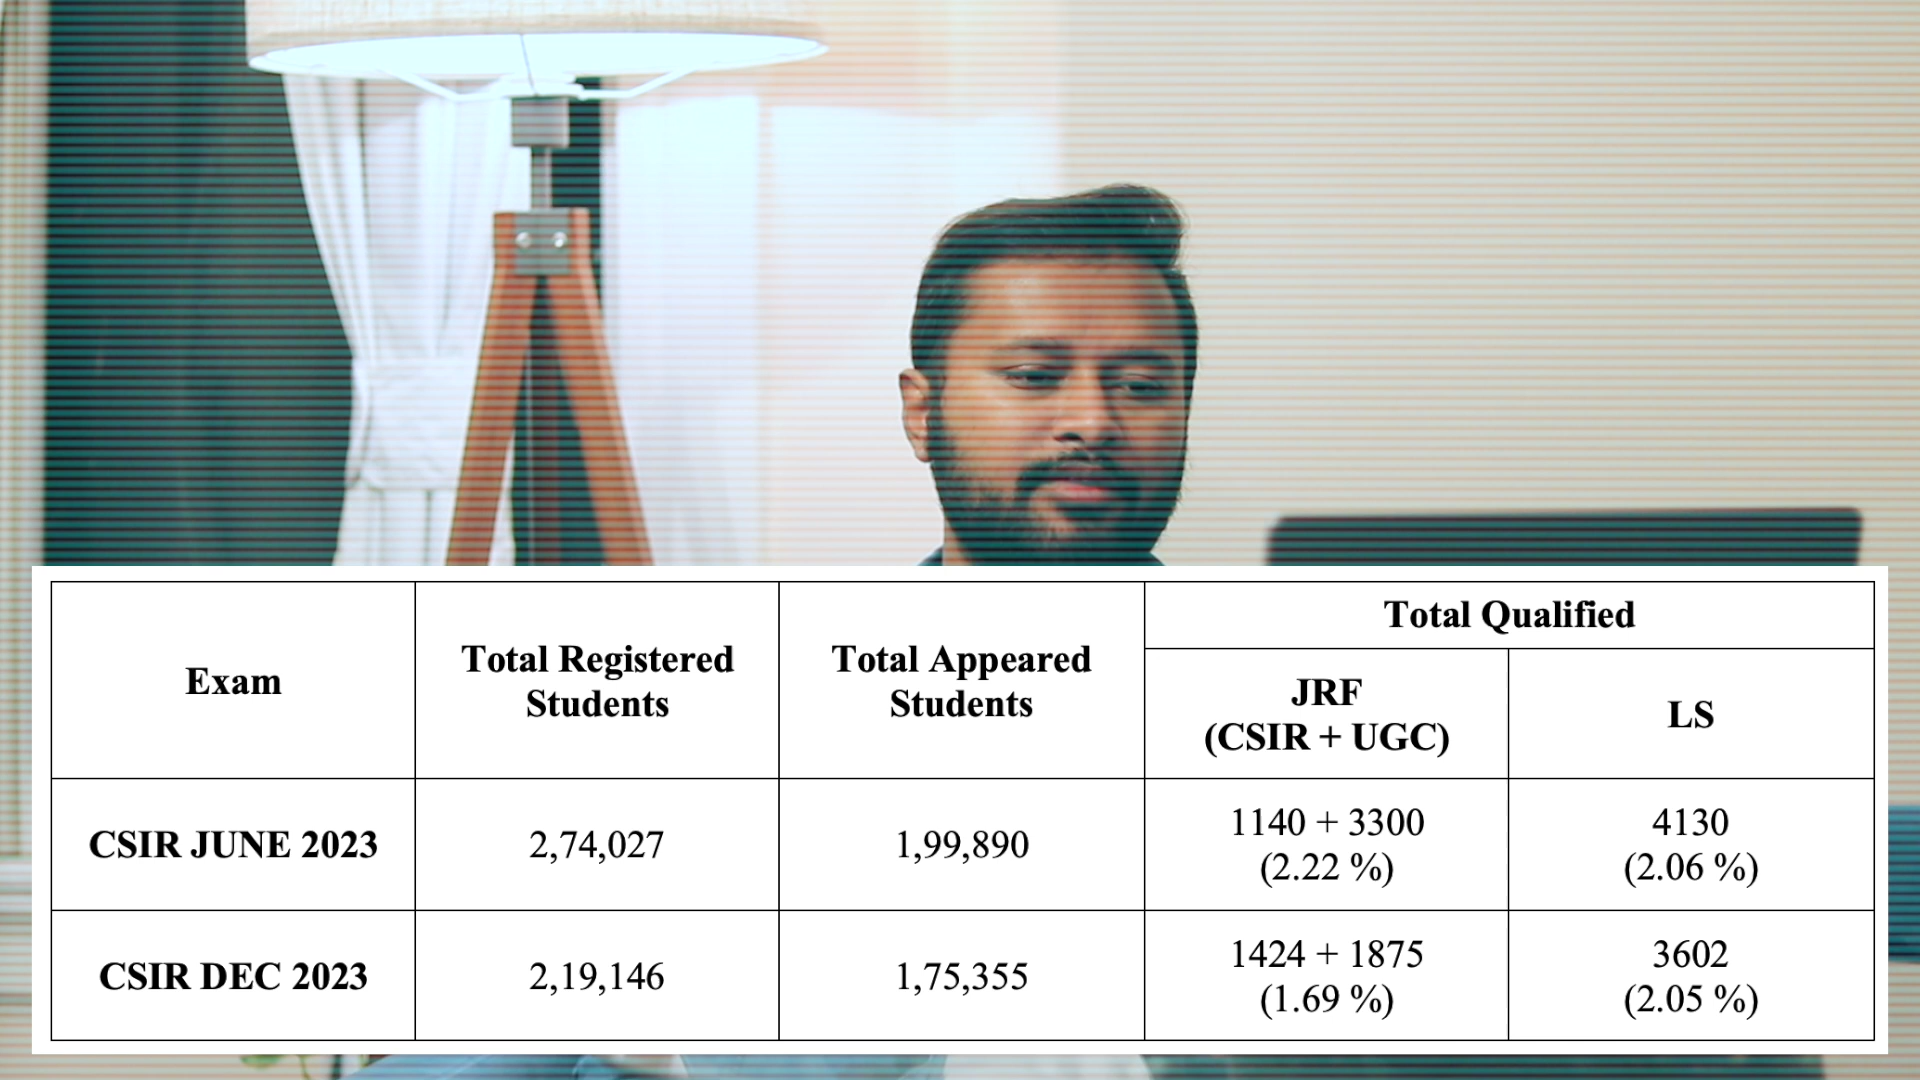 Exam
Total Registered
Students
Total Appeared
Students
Total Qualified
JRF
(CSIR + UGC)
LS
CSIR JUNE 2023
2,74,027
1,99,890
1140 + 3300
(2.22 %)
4130
(2.06 %)
CSIR DEC 2023
2,19,146
1,75,355
1424 + 1875
(1.69 %)
3602
(2.05 %)